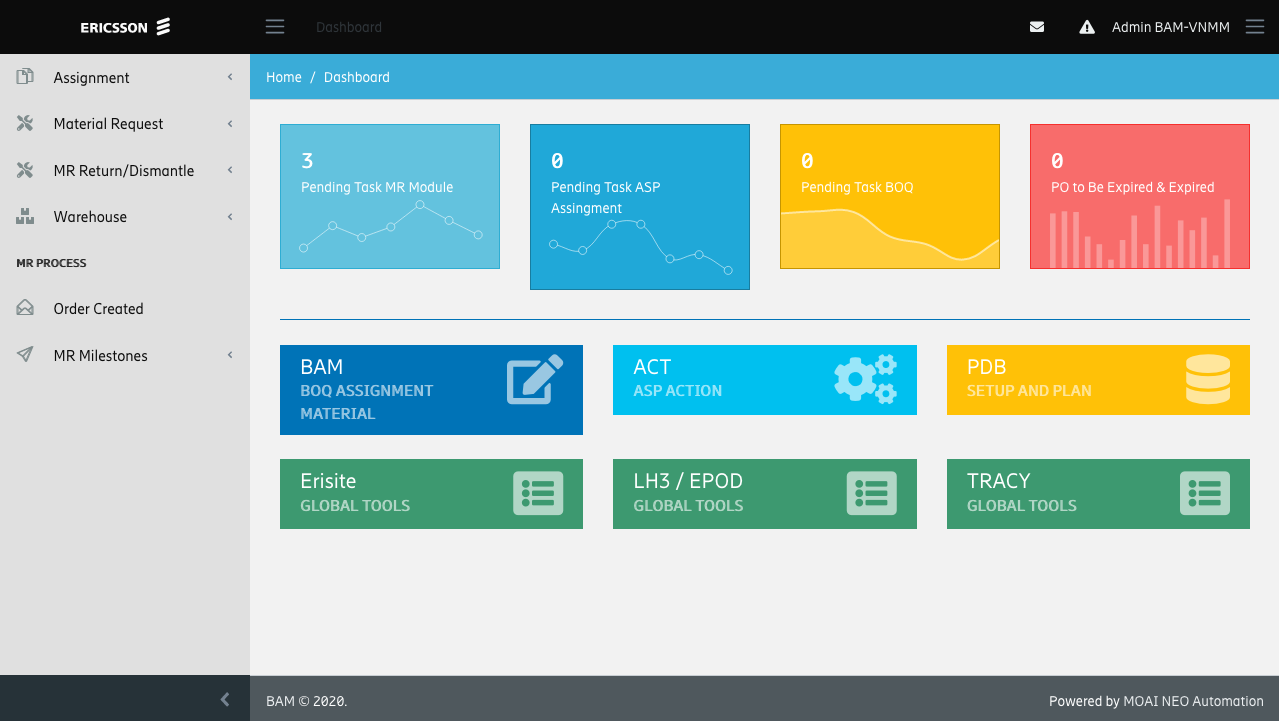 ERICSSON
Dashboard
Admin BAM-VNMM
Assignment
Material Request
MR Return/Dismantle
Warehouse
MR PROCESS
Order Created
MR Milestones
Home / Dashboard
3
Pending Task MR Module
0
Pending Task ASP
Assingment
0
Pending Task BOQ
0
PO to Be Expired & Expired
BAM
BOQ ASSIGNMENT
MATERIAL
ACT
ASP ACTION
PDB
SETUP AND PLAN
Erisite
GLOBAL TOOLS
LH3 / EPOD
GLOBAL TOOLS
TRACY
GLOBAL TOOLS
BAM © 2020.
Powered by MOAI NEO Automation